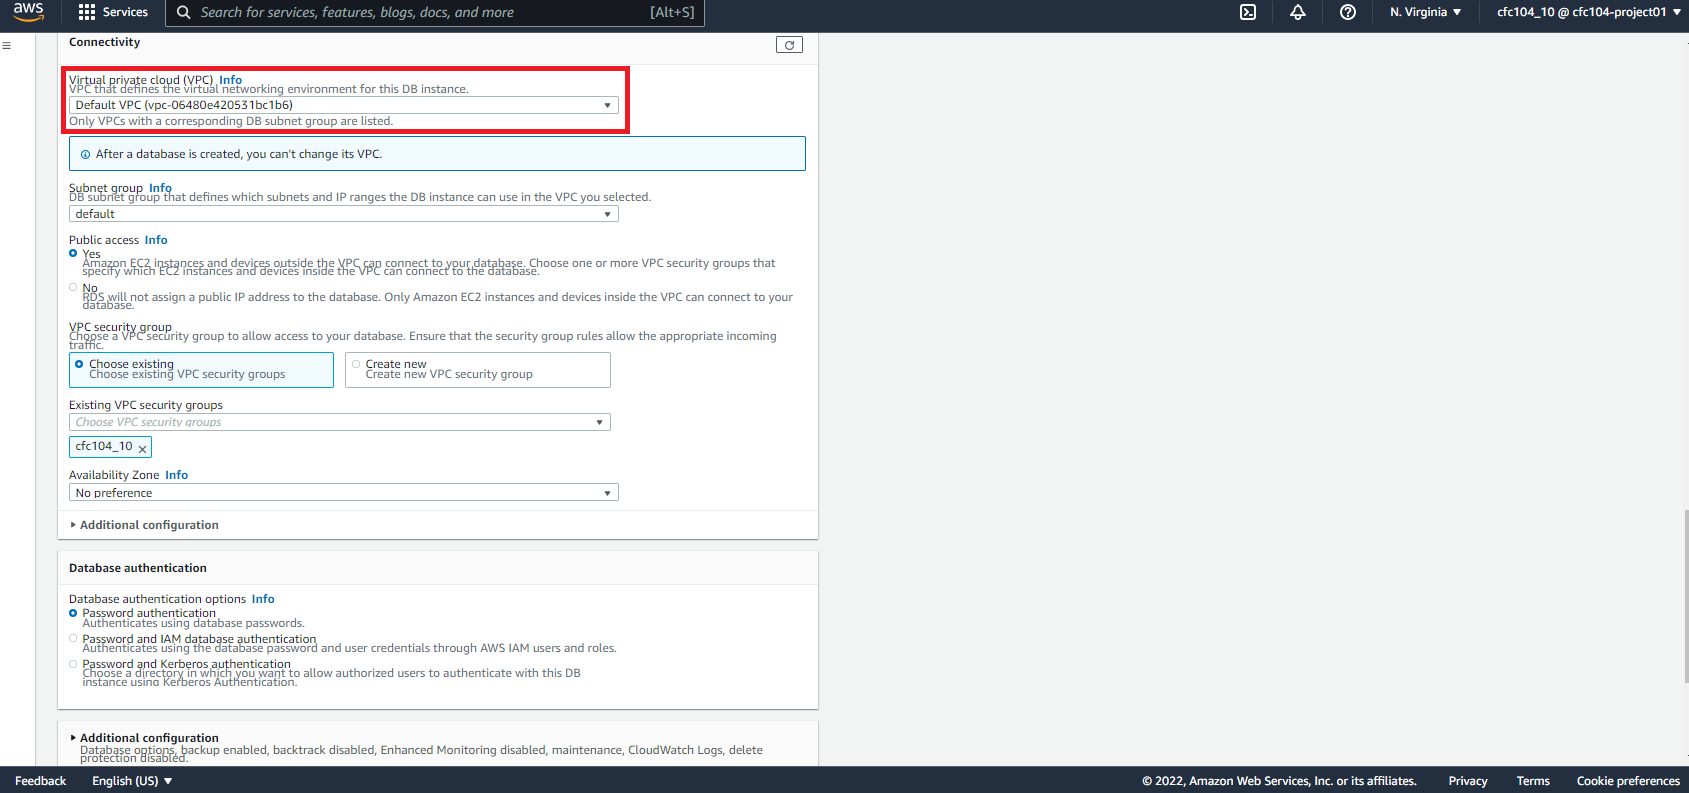 aws
Services
Search for services, features, blogs, docs, and more
[Alt+S]
N. Virginia
cfc104_10 @ cfc104-project01
Connectivity
Virtual private cloud (VPC) Info
VPC that defines the virtual networking environment for this DB instance.
Default VPC (vpc-06480e420531bc1b6)
Only VPCs with a corresponding DB subnet group are listed.
After a database is created, you can't change its VPC.
Subnet group Info
DB subnet group that defines which subnets and IP ranges the DB instance can use in the VPC you selected.
default
Public access Info
Yes
Amazon EC2 instances and devices outside the VPC can connect to your database. Choose one or more VPC security groups that
specify which EC2 instances and devices inside the VPC can connect to the database.
No
RDS will not assign a public IP address to the database. Only Amazon EC2 instances and devices inside the VPC can connect to your
database.
VPC security group
Choose a VPC security group to allow access to your database. Ensure that the security group rules allow the appropriate incoming
traffic.
Choose existing
Choose existing VPC security groups
Create new
Create new VPC security group
Existing VPC security groups
Choose VPC security groups
cfc104_10
Availability Zone Info
No preference
Additional configuration
Database authentication
Database authentication options Info
Password authentication
Authenticates using database passwords.
Password and IAM database authentication
Authenticates using the database password and user credentials through AWS IAM users and roles.
Password and Kerberos authentication
Choose a directory in which you want to allow authorized users to authenticate with this DB
instance using Kerberos Authentication.
Additional configuration
Database options, backup enabled, backtrack disabled, Enhanced Monitoring disabled, maintenance, CloudWatch Logs, delete
protection disabled.
Feedback
English (US)
© 2022, Amazon Web Services, Inc. or its affiliates.
Privacy
Terms
Cookie preferences